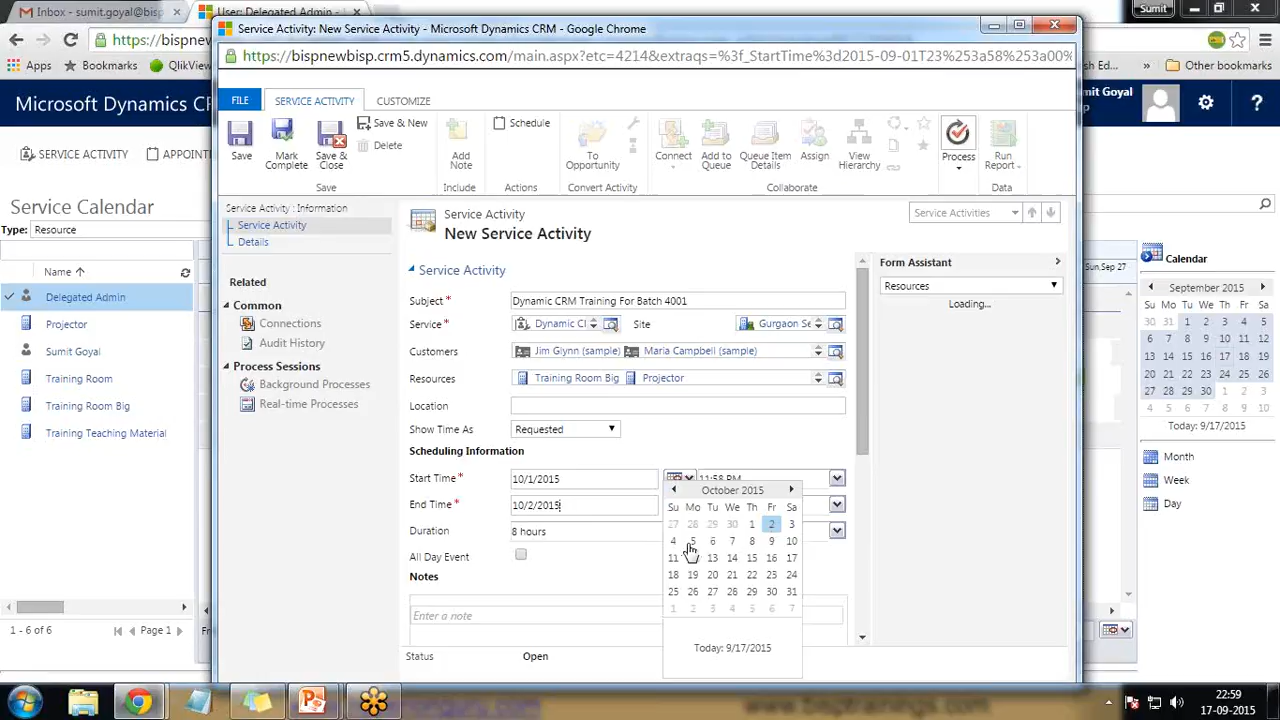 Inbox - sumit.goyal@bisp
User: Delegated Admin -
Sumit
Service Activity: New Service Activity - Microsoft Dynamics CRM - Google Chrome
https://bispnew
https://bispnewbisp.crm5.dynamics.com/main.aspx?etc=4214&extraqs=%3f_StartTime%3d2015-09-01T23%253a58%253a00%
Apps
Bookmarks
QlikView
sh Ed...
»
Other bookmarks
Microsoft Dynamics CR
mit Goyal
p
?
FILE
SERVICE ACTIVITY
CUSTOMIZE
Save
Mark Complete
Save & Close
Save & New
Delete
Add Note
Schedule
To Opportunity
Connect
Add to Queue
Queue Item Details
Assign
View Hierarchy
Process
Run Report
Save
Include
Actions
Convert Activity
Collaborate
Data
SERVICE ACTIVITY
APPOINT
Service Calendar
Type:
Resource
Name
Delegated Admin
Projector
Sumit Goyal
Training Room
Training Room Big
Training Teaching Material
1 - 6 of 6
Page 1
Fr
Service Activity : Information
Service Activity
Details
Related
Common
Connections
Audit History
Process Sessions
Background Processes
Real-time Processes
Service Activity
New Service Activity
Service Activities
Service Activity
Subject *
Dynamic CRM Training For Batch 4001
Service
Dynamic CI
Site
Gurgaon Se
Customers
Jim Glynn (sample)
Maria Campbell (sample)
Resources
Training Room Big
Projector
Location
Show Time As
Requested
Scheduling Information
Start Time *
10/1/2015
11:58 PM
End Time *
10/2/2015
Duration
8 hours
All Day Event
Notes
Enter a note
Status
Open
October 2015
Su Mo Tu We Th Fr Sa
27 28 29 30 1 2 3
4 5 6 7 8 9 10
11 12 13 14 15 16 17
18 19 20 21 22 23 24
25 26 27 28 29 30 31
1 2 3 4 5 6 7
Today: 9/17/2015
Form Assistant
Resources
Loading...
Sun,Sep 27
Calendar
September 2015
Su Mo Tu We Th Fr Sa
30 31 1 2 3 4 5
6 7 8 9 10 11 12
13 14 15 16 17 18 19
20 21 22 23 24 25 26
27 28 29 30 1 2 3
4 5 6 7 8 9 10
Today: 9/17/2015
Month
Week
Day
22:59
17-09-2015